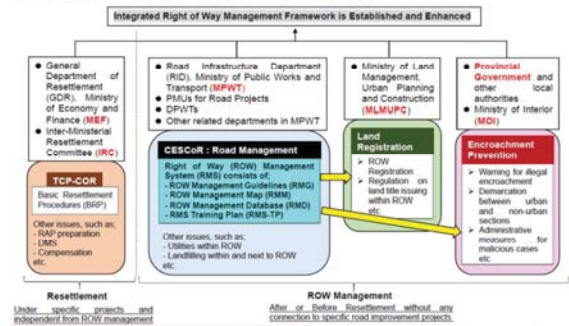 Integrated Right of Way Management Framework is Established and Enhanced
● General Department of Resettlement (GDR), Ministry of Economy and Finance (MEF)
● Inter-Ministerial Resettlement Committee (IRC)
TCP-COR
Basic Resettlement
Procedures (BRP)
Other issues, such as;
- RAP preparation
- DMS
- Compensation
etc.
Resettlement
Under specific projects and
independent from ROW management
● Road Infrastructure Department
(RID), Ministry of Public Works and
Transport (MPWT)
● PMUs for Road Projects
● DPWTs
● Other related departments in MPWT
CESCoR : Road Management
Right of Way (ROW) Management
System (RMS) consists of;
- ROW Management Guidelines (RMG)
- ROW Management Map (RMM)
- ROW Management Database (RMD)
- RMS Training Plan (RMS-TP)
Other issues, such as;
- Utilities within ROW
- Landfilling within and next to ROW
etc.
● Ministry of Land
Management,
Urban Planning
and Construction
(MLMUPC)
Land
Registration
➢ ROW
Registration
➢ Regulation on
land title issuing
within ROW
etc
● Provincial
Government and
other local
authorities
● Ministry of Interior
(MOI)
Encroachment
Prevention
➢ Warning for illegal
encroachment
➢ Demarcation
between urban
and non-urban
sections
➢ Administrative
measures for
malicious cases
etc.
ROW Management
After or Before Resettlement without any
connection to specific road improvement projects